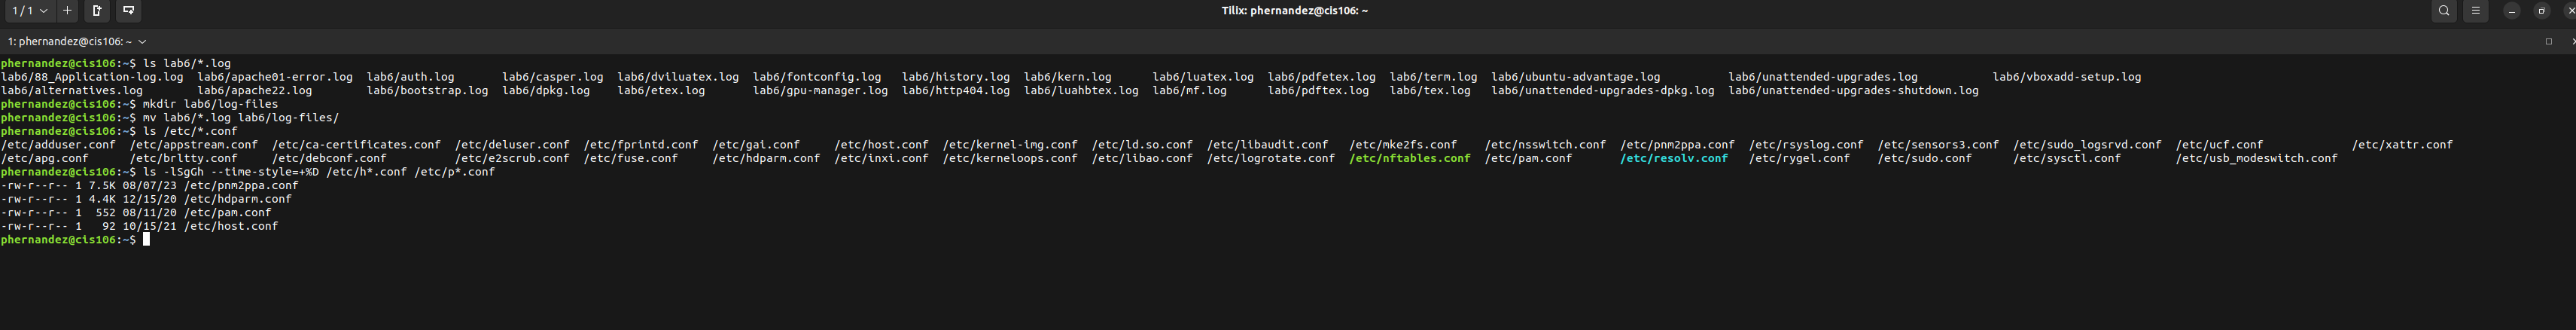 1 / 1
Tilix: phernandez@cis106: ~
1: phernandez@cis106: ~
phernandez@cis106:~$ ls lab6/*.log
lab6/88_Application-log.log  lab6/apache01-error.log  lab6/auth.log       lab6/casper.log  lab6/dviluatex.log  lab6/fontconfig.log   lab6/history.log  lab6/kern.log      lab6/luatex.log  lab6/pdfetex.log  lab6/term.log  lab6/ubuntu-advantage.log          lab6/unattended-upgrades.log           lab6/vboxadd-setup.log
lab6/alternatives.log        lab6/apache22.log        lab6/bootstrap.log  lab6/dpkg.log    lab6/etex.log       lab6/gpu-manager.log  lab6/http404.log  lab6/luahbtex.log  lab6/mf.log      lab6/pdftex.log   lab6/tex.log   lab6/unattended-upgrades-dpkg.log  lab6/unattended-upgrades-shutdown.log
phernandez@cis106:~$ mkdir lab6/log-files
phernandez@cis106:~$ mv lab6/*.log lab6/log-files/
phernandez@cis106:~$ ls /etc/*.conf
/etc/adduser.conf  /etc/appstream.conf  /etc/ca-certificates.conf  /etc/deluser.conf  /etc/fprintd.conf  /etc/gai.conf     /etc/host.conf  /etc/kernel-img.conf  /etc/ld.so.conf  /etc/libaudit.conf   /etc/mke2fs.conf    /etc/nsswitch.conf  /etc/pnm2ppa.conf  /etc/rsyslog.conf  /etc/sensors3.conf  /etc/sudo_logsrvd.conf  /etc/ucf.conf             /etc/xattr.conf
/etc/apg.conf      /etc/brltty.conf     /etc/debconf.conf          /etc/e2scrub.conf  /etc/fuse.conf     /etc/hdparm.conf  /etc/inxi.conf  /etc/kerneloops.conf  /etc/libao.conf  /etc/logrotate.conf  /etc/nftables.conf  /etc/pam.conf       /etc/resolv.conf   /etc/rygel.conf    /etc/sudo.conf      /etc/sysctl.conf        /etc/usb_modeswitch.conf
phernandez@cis106:~$ ls -lSgGh --time-style=+%D /etc/h*.conf /etc/p*.conf
-rw-r--r-- 1 7.5K 08/07/23 /etc/pnm2ppa.conf
-rw-r--r-- 1 4.4K 12/15/20 /etc/hdparm.conf
-rw-r--r-- 1  552 08/11/20 /etc/pam.conf
-rw-r--r-- 1   92 10/15/21 /etc/host.conf
phernandez@cis106:~$